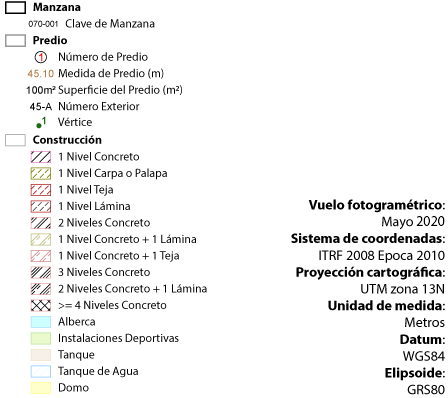 Manzana
070-001 Clave de Manzana
Predio
1 Número de Predio
45.10 Medida de Predio (m)
100m² Superficie del Predio (m²)
45-A Número Exterior
1 Vértice
Construcción
1 Nivel Concreto
1 Nivel Carpa o Palapa
1 Nivel Teja
1 Nivel Lámina
2 Niveles Concreto
1 Nivel Concreto + 1 Lámina
1 Nivel Concreto + 1 Teja
3 Niveles Concreto
2 Niveles Concreto + 1 Lámina
>= 4 Niveles Concreto
Alberca
Instalaciones Deportivas
Tanque
Tanque de Agua
Domo
Vuelo fotogramétrico:
Mayo 2020
Sistema de coordenadas:
ITRF 2008 Epoca 2010
Proyección cartográfica:
UTM zona 13N
Unidad de medida:
Metros
Datum:
WGS84
Elipsoide:
GRS80